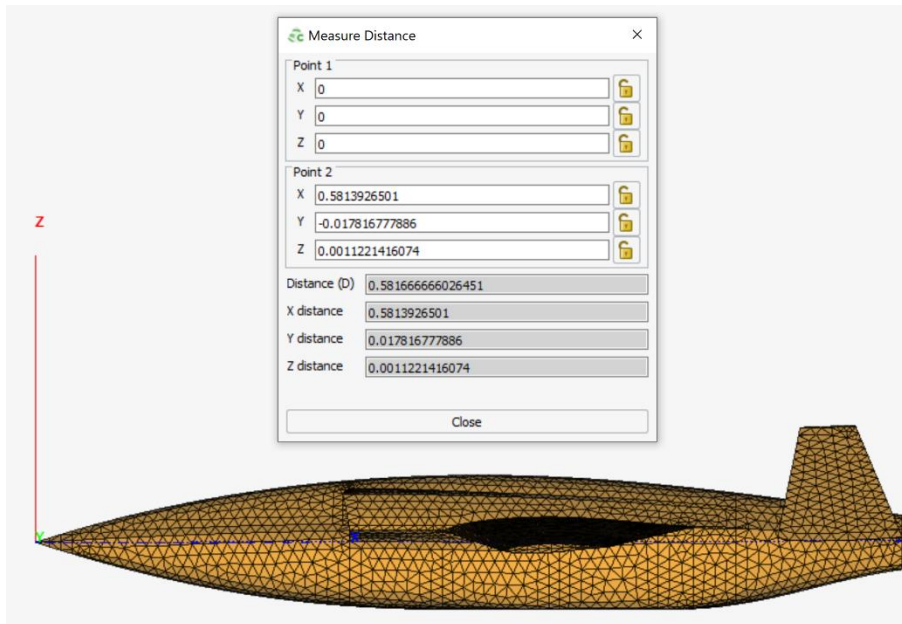 Measure Distance
Point 1
X 0
Y 0
Z 0
Point 2
X 0.5813926501
Y -0.017816777886
Z 0.0011221416074
Distance (D) 0.581666666026451
X distance 0.5813926501
Y distance 0.017816777886
Z distance 0.0011221416074
Close
Z
Y
X